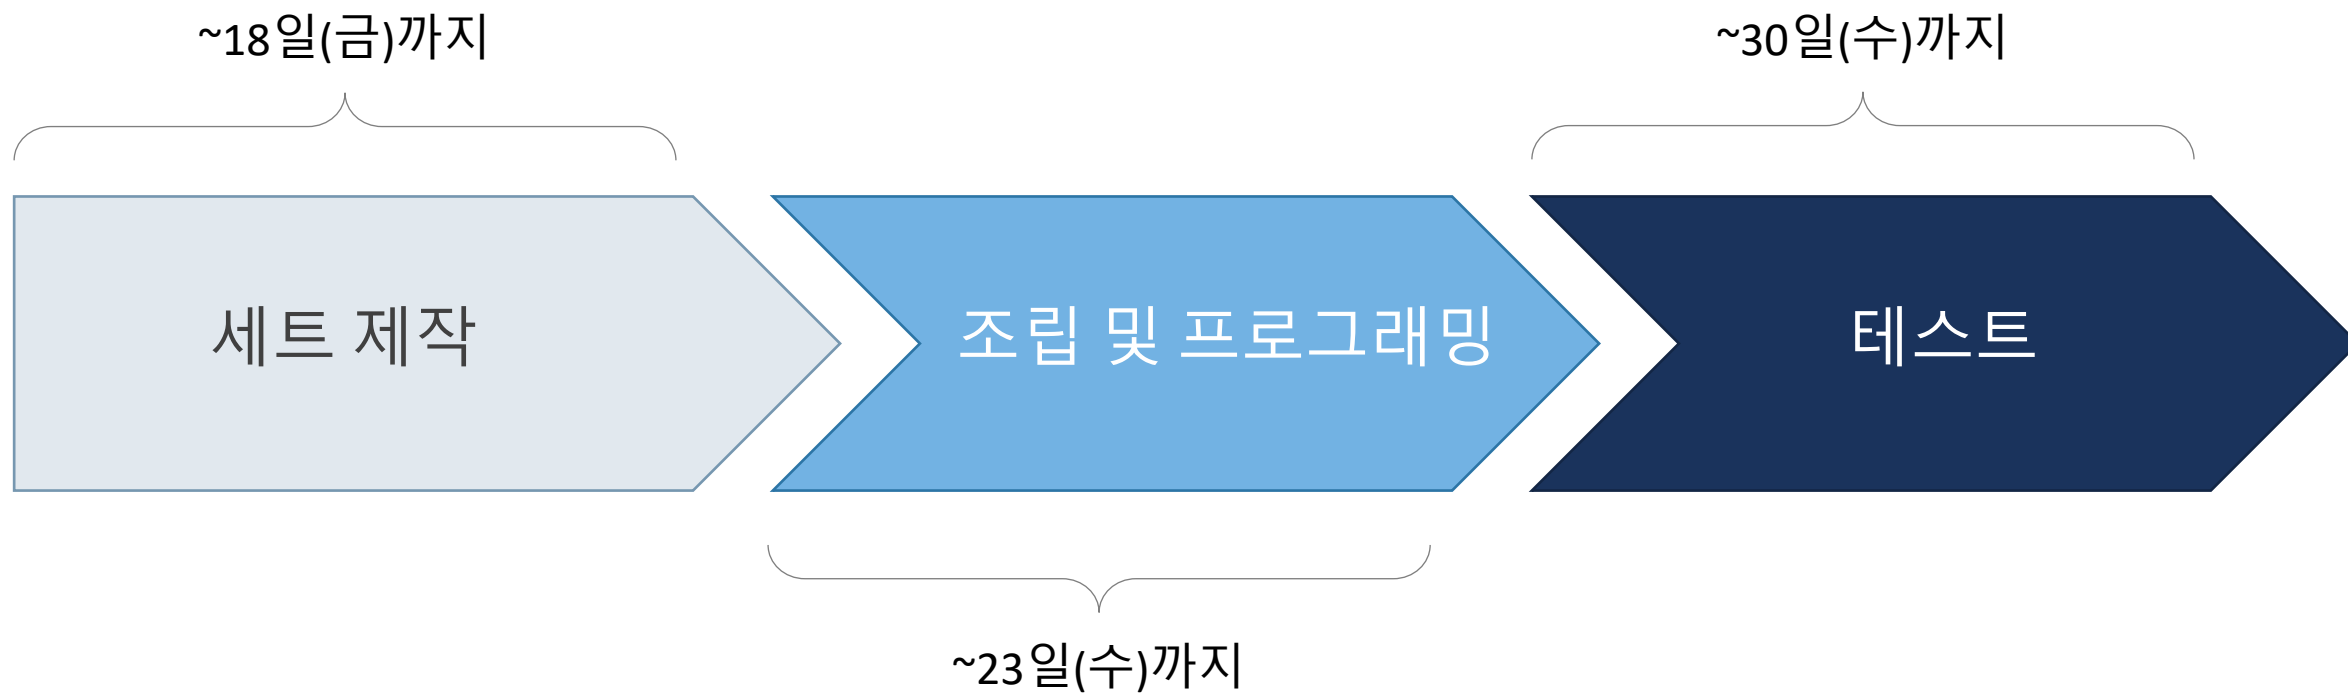 ~18일(금)까지
~30일(수)까지
세트 제작
조립 및 프로그래밍
테스트
~23일(수)까지